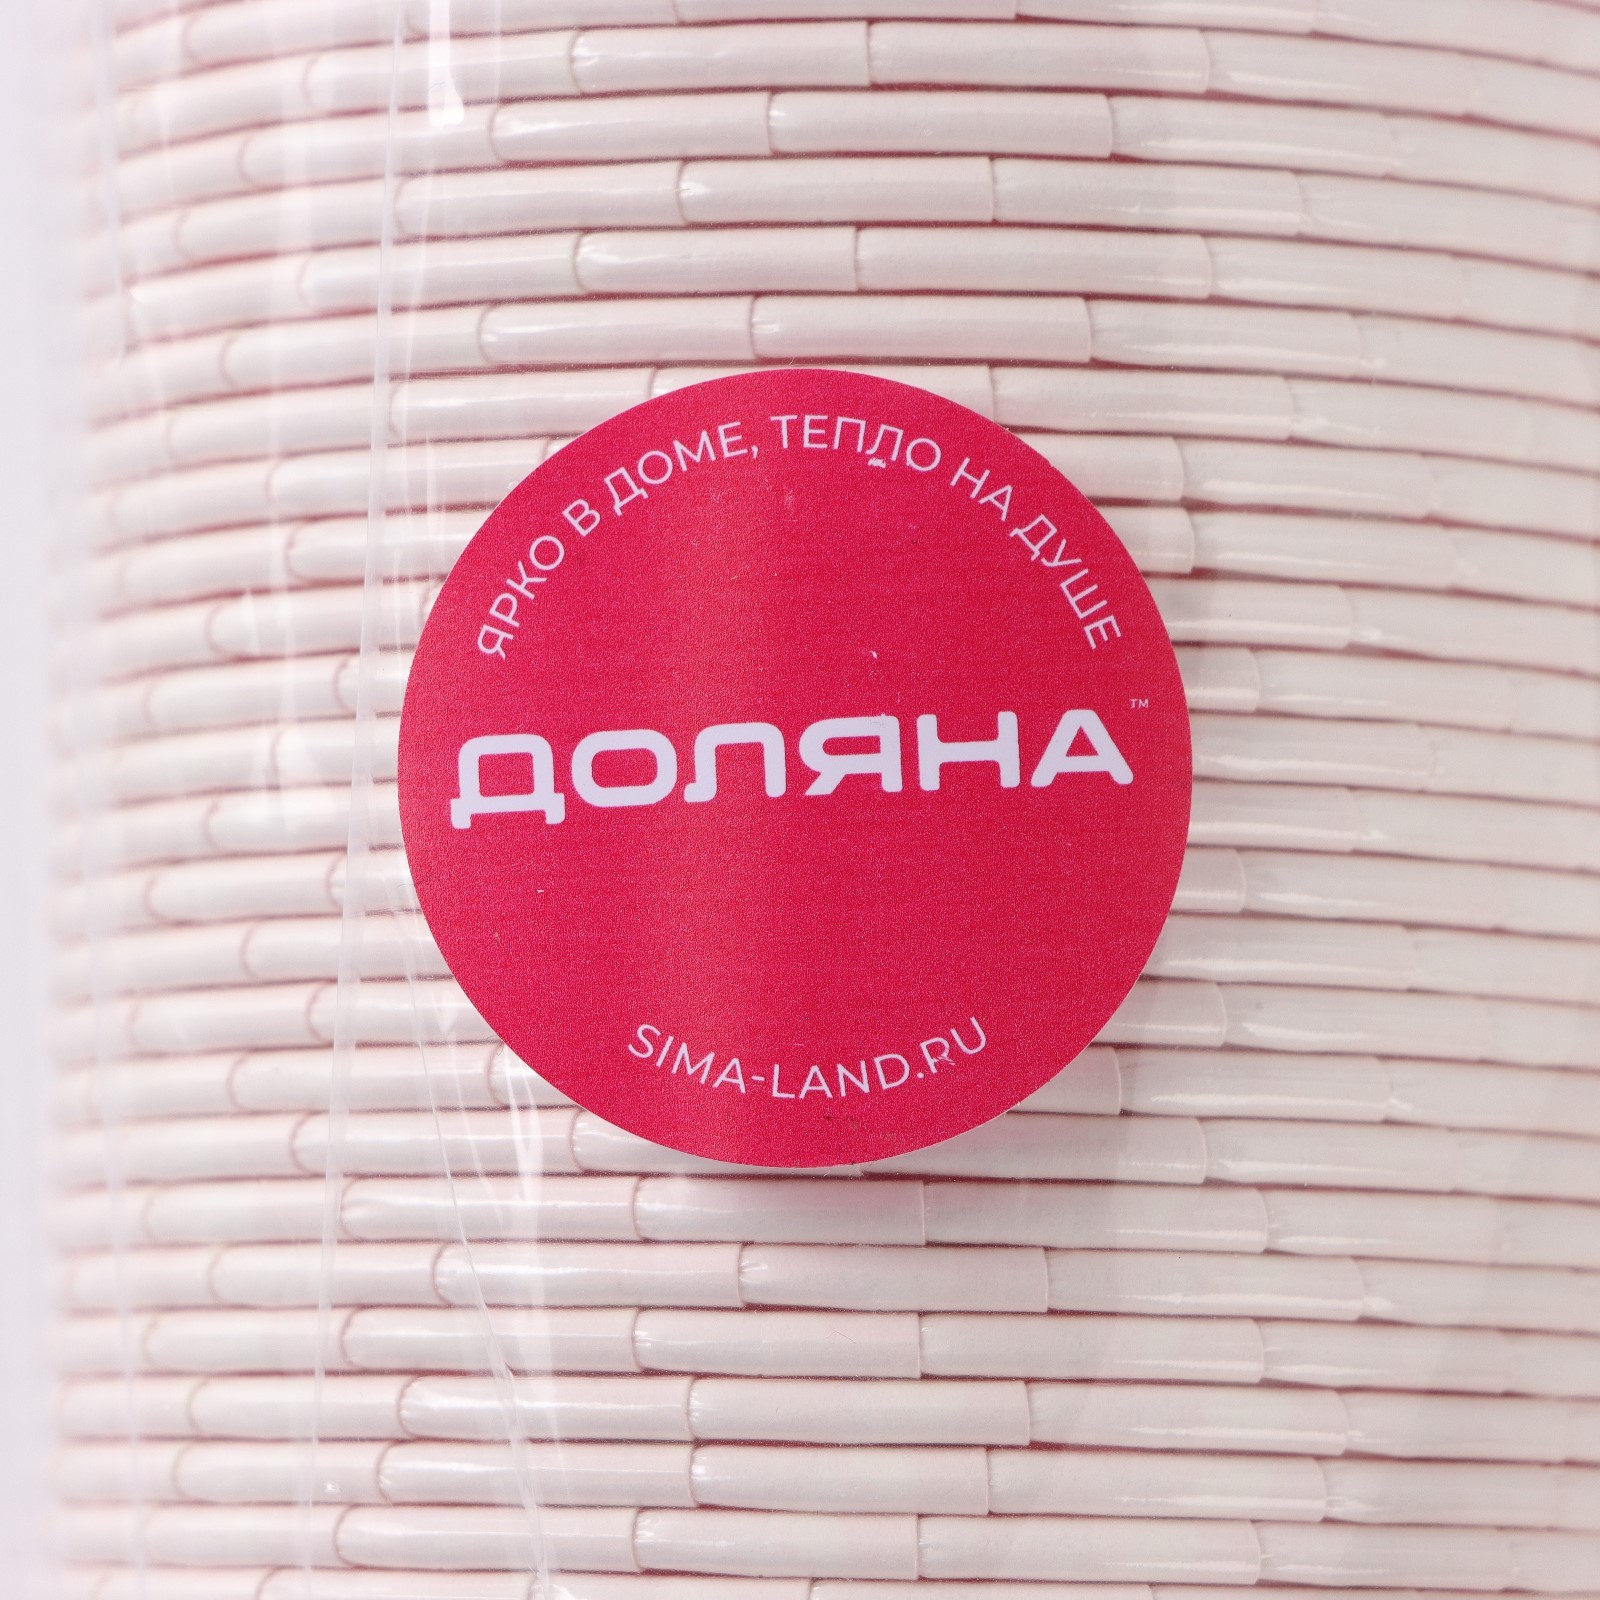 ЯРКО В ДОМЕ, ТЕПЛО НА ДУШЕ
ДОЛЯНА™
SIMA-LAND.RU